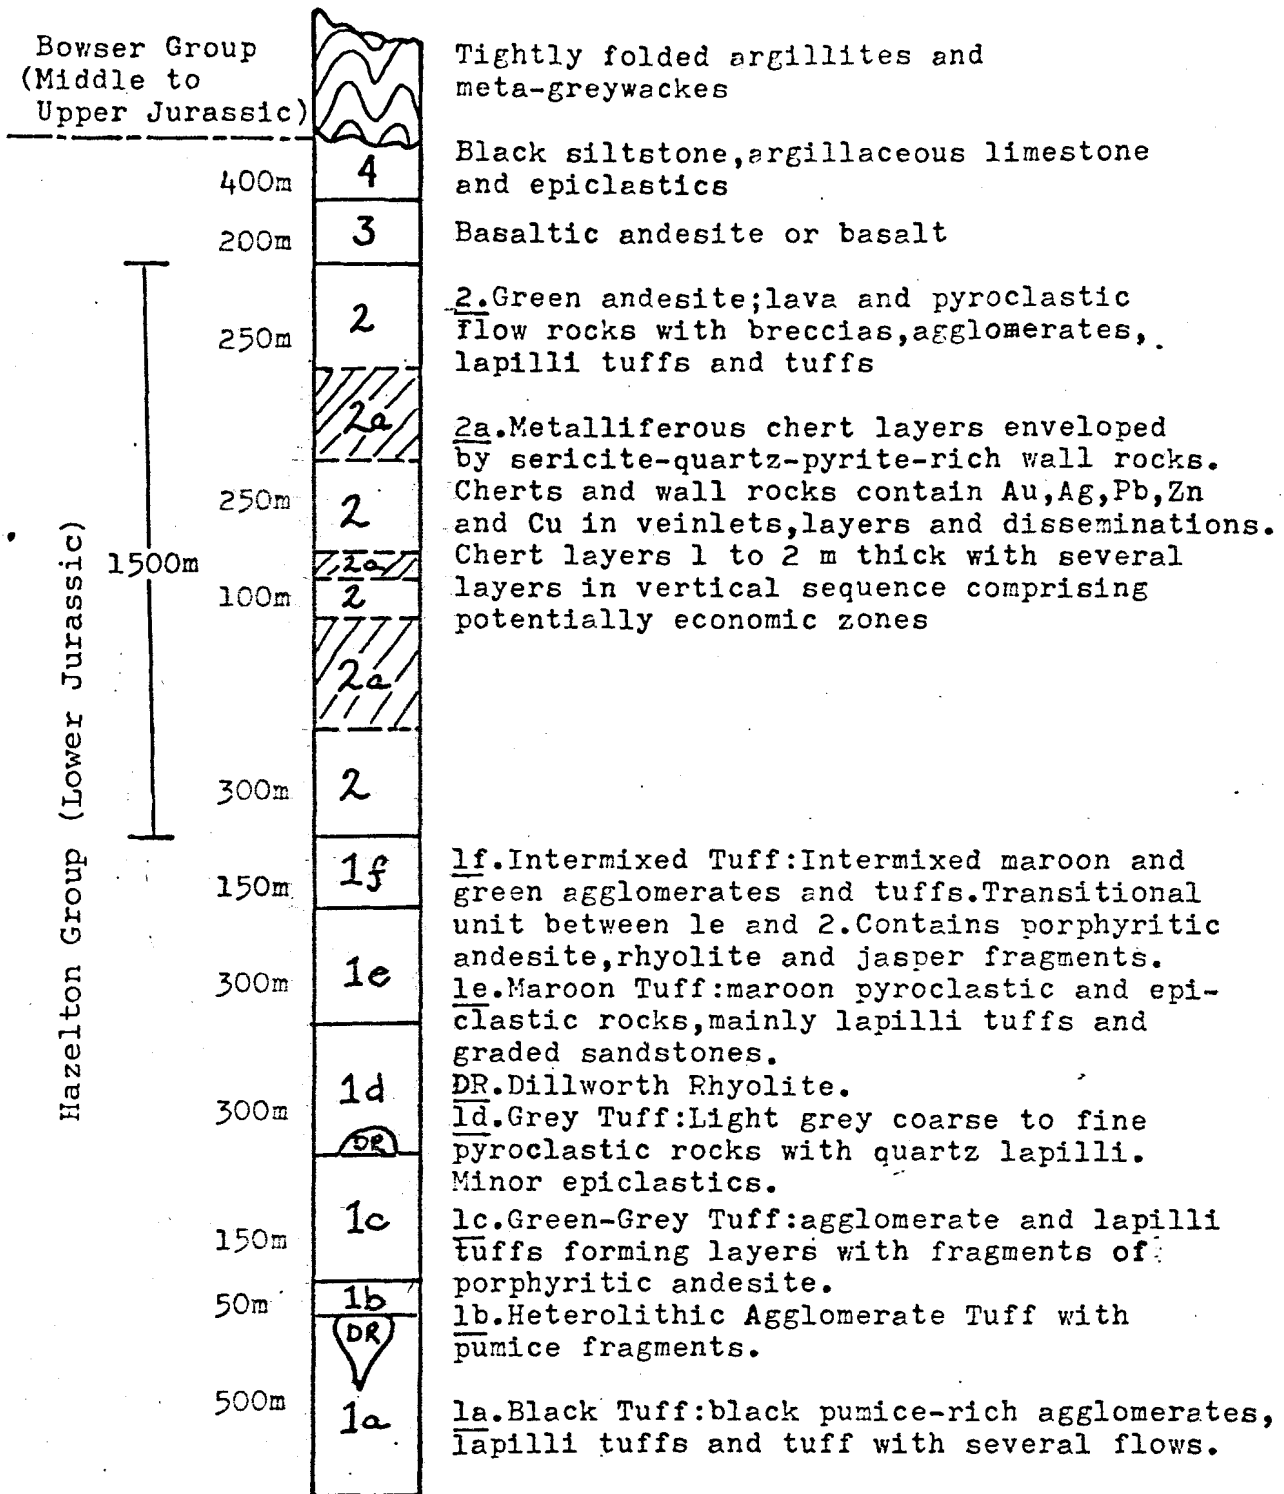 Bowser Group
(Middle to
Upper Jurassic)
Tightly folded argillites and
meta-greywackes
400m
4
Black siltstone,argillaceous limestone
and epiclastics
200m
3
Basaltic andesite or basalt
Hazelton Group (Lower Jurassic)
1500m
250m
2
2.Green andesite;lava and pyroclastic
flow rocks with breccias,agglomerates,
lapilli tuffs and tuffs
2a
2a.Metalliferous chert layers enveloped
by sericite-quartz-pyrite-rich wall rocks.
Cherts and wall rocks contain Au,Ag,Pb,Zn
and Cu in veinlets,layers and disseminations.
Chert layers 1 to 2 m thick with several
layers in vertical sequence comprising
potentially economic zones
250m
2
2a
100m
2
2a
300m
2
150m
1f
1f.Intermixed Tuff:Intermixed maroon and
green agglomerates and tuffs.Transitional
unit between 1e and 2.Contains porphyritic
andesite,rhyolite and jasper fragments.
300m
1e
1e.Maroon Tuff:maroon pyroclastic and epi-
clastic rocks,mainly lapilli tuffs and
graded sandstones.
300m
1d
DR
DR.Dillworth Rhyolite.
1d.Grey Tuff:Light grey coarse to fine
pyroclastic rocks with quartz lapilli.
Minor epiclastics.
150m
1c
1c.Green-Grey Tuff:agglomerate and lapilli
tuffs forming layers with fragments of
porphyritic andesite.
50m
1b
1b.Heterolithic Agglomerate Tuff with
pumice fragments.
DR
500m
1a
1a.Black Tuff:black pumice-rich agglomerates,
lapilli tuffs and tuff with several flows.